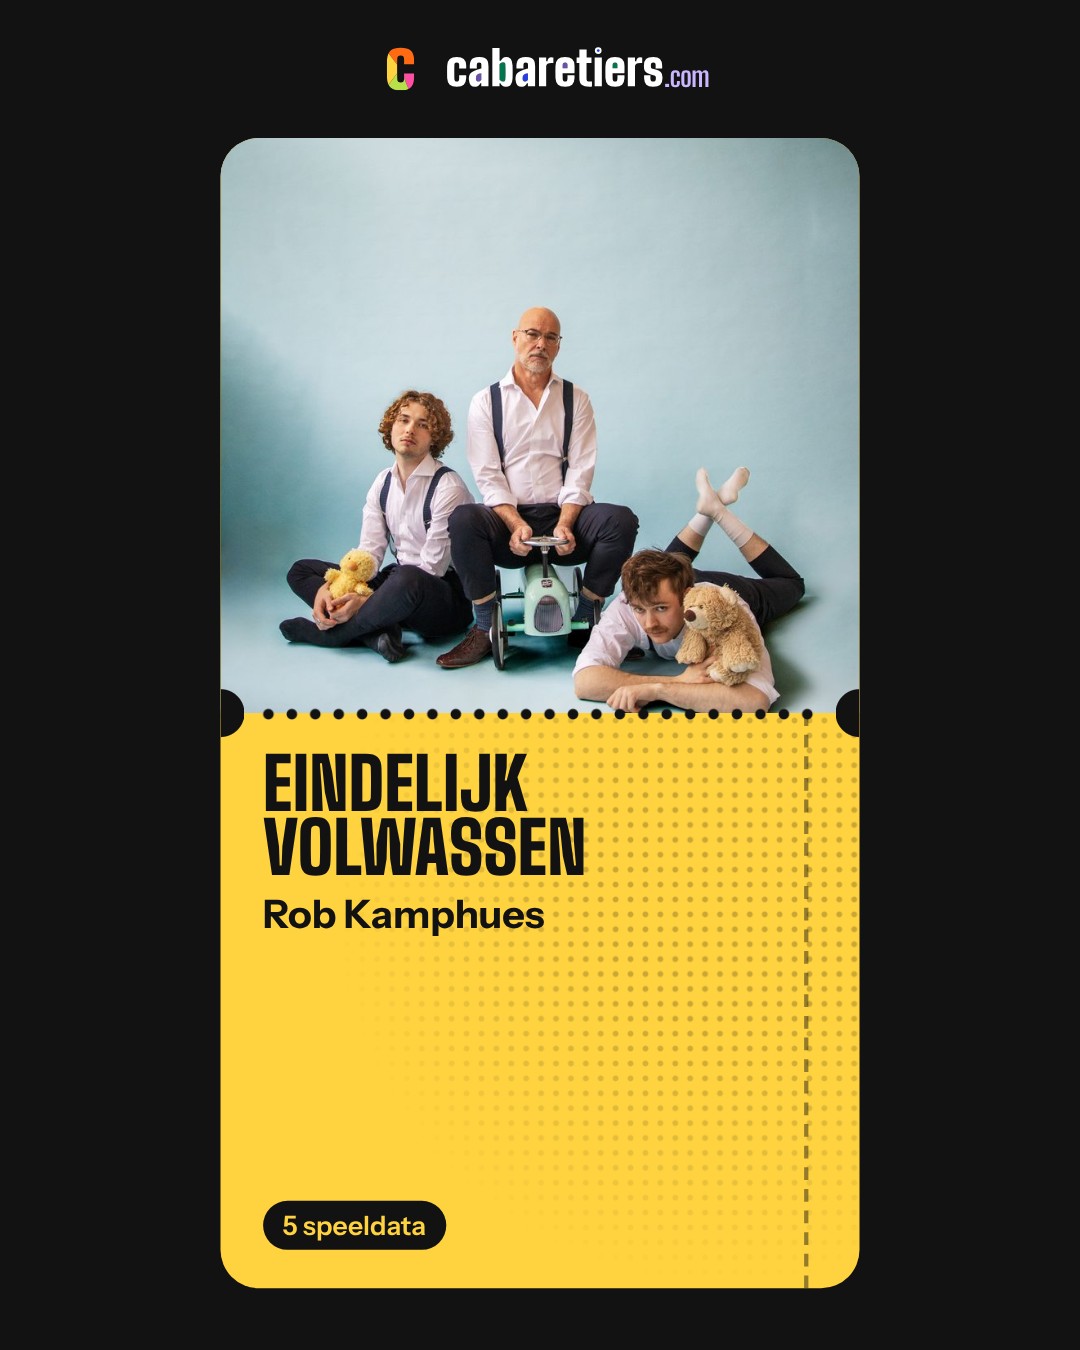 cabaretiers.com
EINDELIJK
VOLWASSEN
Rob Kamphues
5 speeldata